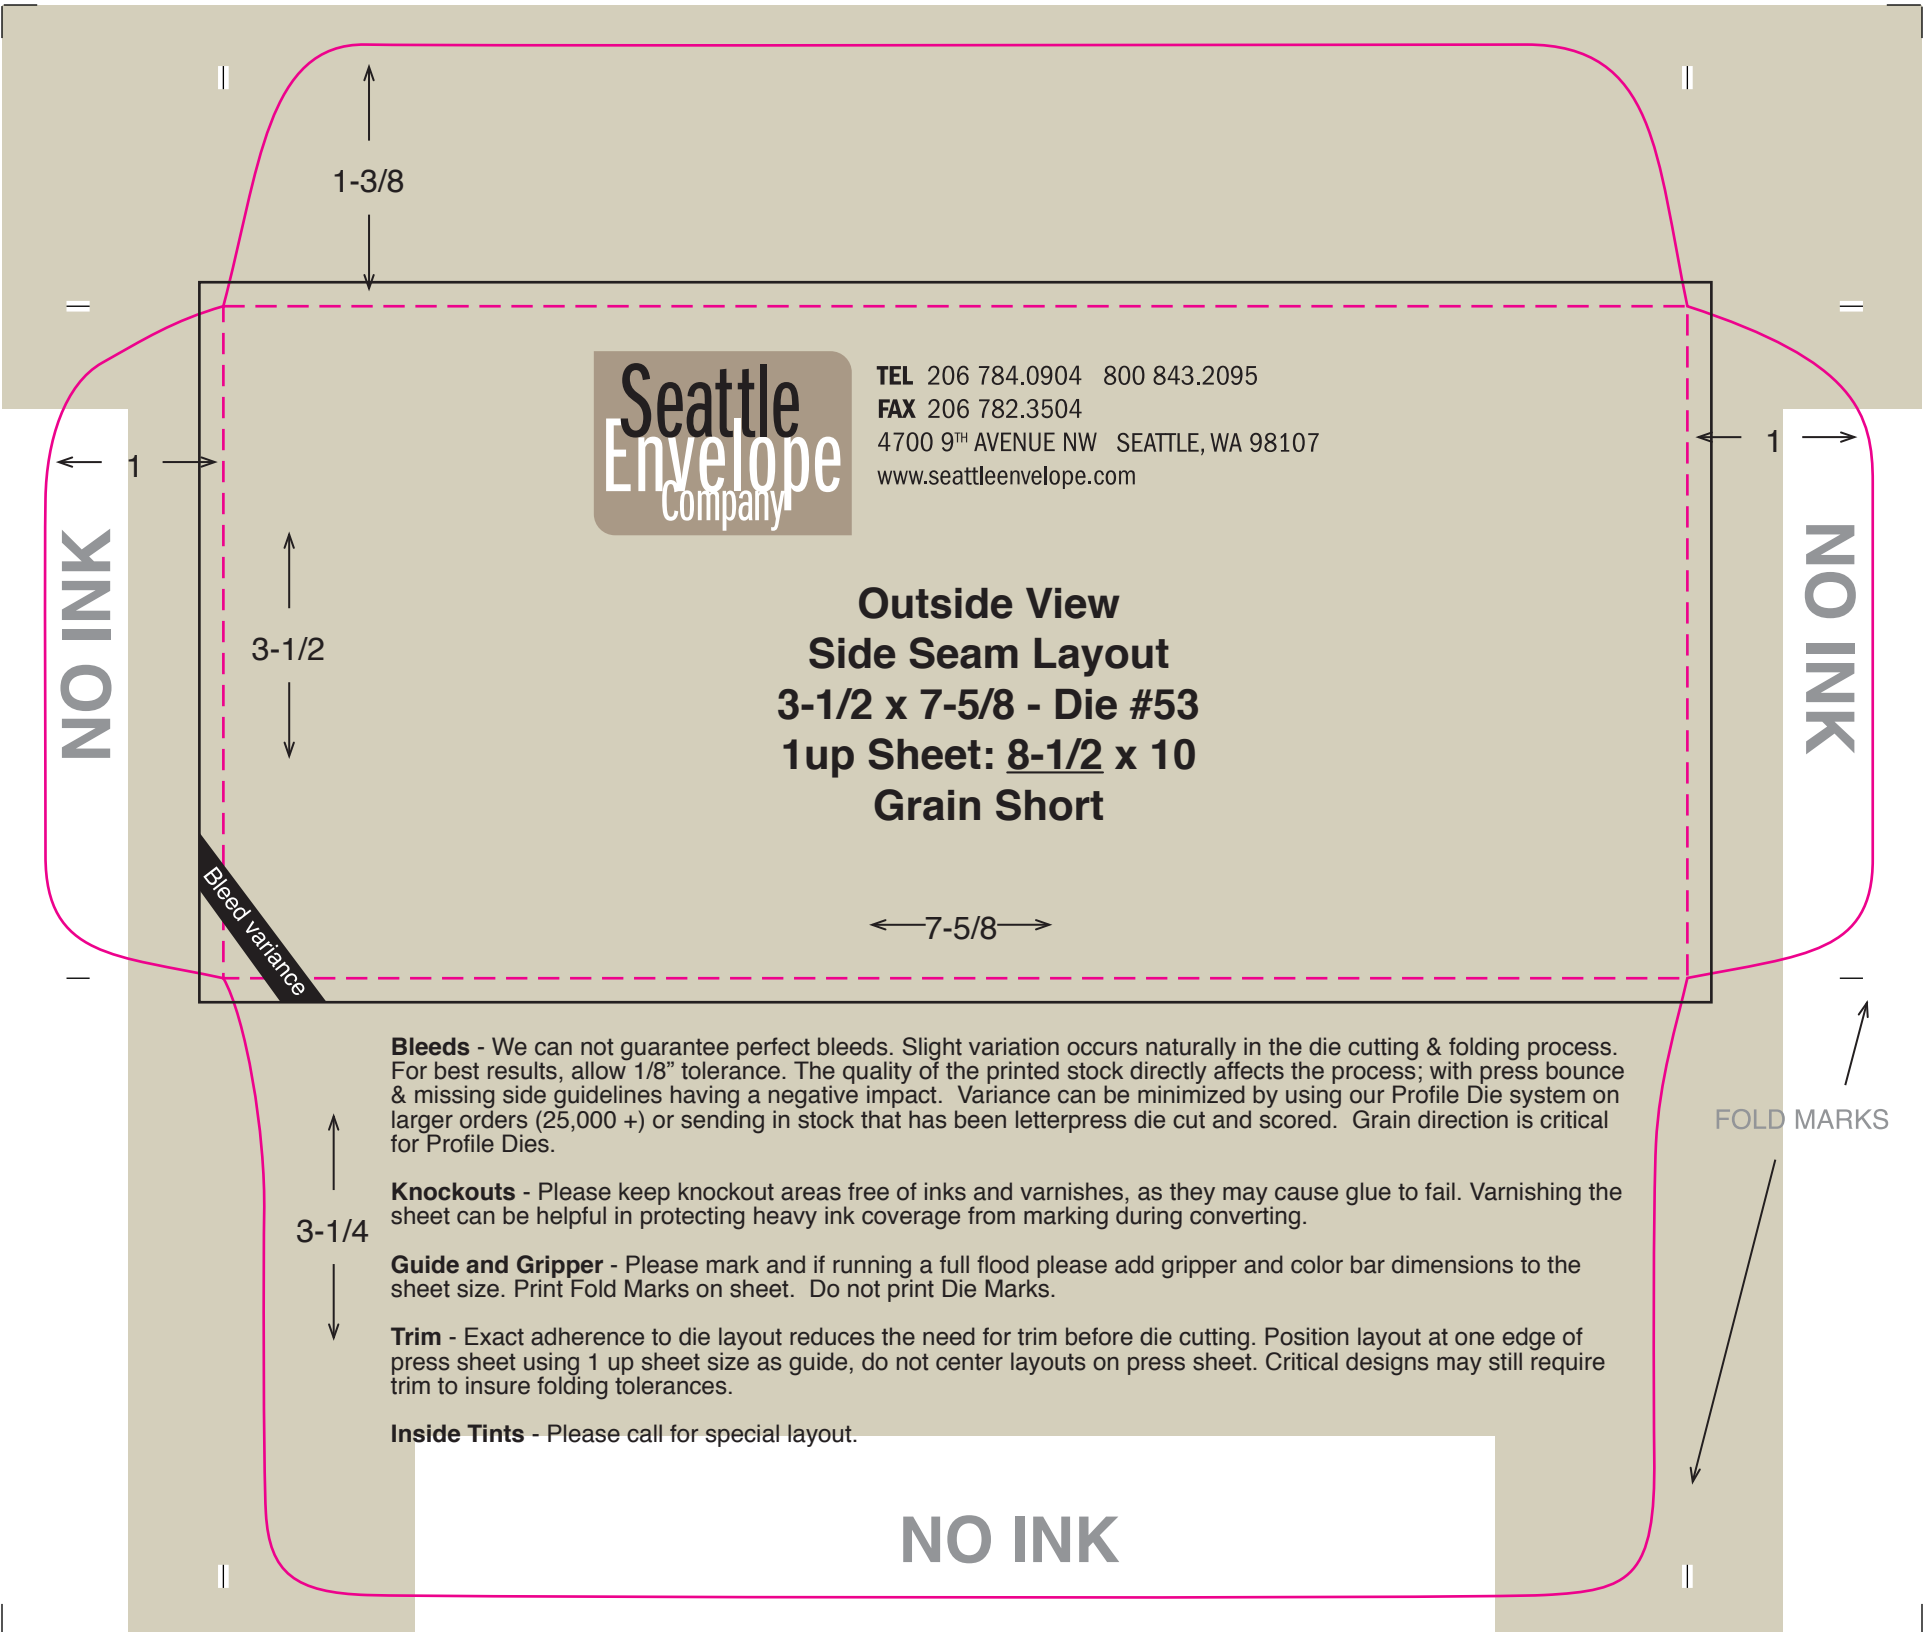 1-3/8
Seattle
Envelope
Company
TEL 206 784.0904 800 843.2095
FAX 206 782.3504
4700 9TH AVENUE NW SEATTLE, WA 98107
www.seattleenvelope.com
1
1
NO INK
NO INK
3-1/2
Outside View
Side Seam Layout
3-1/2 x 7-5/8 - Die #53
1up Sheet: 8-1/2 x 10
Grain Short
Bleed variance
7-5/8
Bleeds - We can not guarantee perfect bleeds. Slight variation occurs naturally in the die cutting & folding process.
For best results, allow 1/8” tolerance. The quality of the printed stock directly affects the process; with press bounce
& missing side guidelines having a negative impact. Variance can be minimized by using our Profile Die system on
larger orders (25,000 +) or sending in stock that has been letterpress die cut and scored. Grain direction is critical
for Profile Dies.
FOLD MARKS
Knockouts - Please keep knockout areas free of inks and varnishes, as they may cause glue to fail. Varnishing the
sheet can be helpful in protecting heavy ink coverage from marking during converting.
3-1/4
Guide and Gripper - Please mark and if running a full flood please add gripper and color bar dimensions to the
sheet size. Print Fold Marks on sheet. Do not print Die Marks.
Trim - Exact adherence to die layout reduces the need for trim before die cutting. Position layout at one edge of
press sheet using 1 up sheet size as guide, do not center layouts on press sheet. Critical designs may still require
trim to insure folding tolerances.
Inside Tints - Please call for special layout.
NO INK